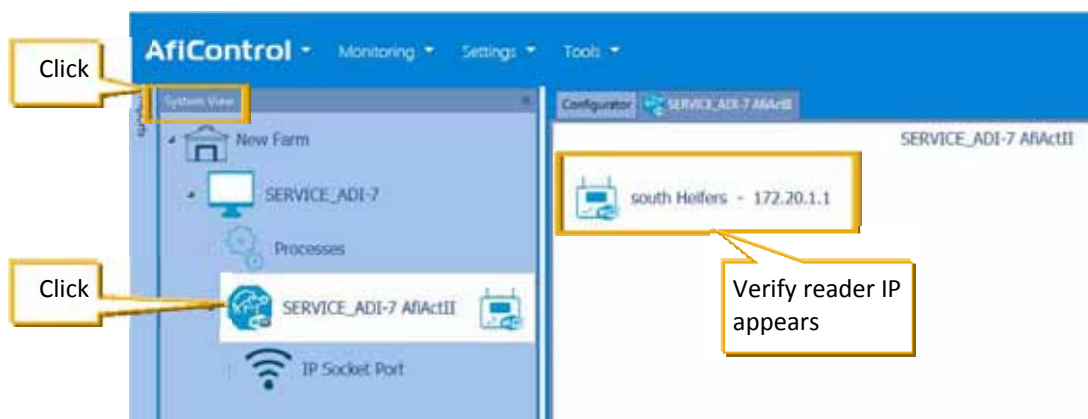 AfiControl Monitoring Settings Tools
Click
System View
Configurator SERVICE_ADI-7 AfiActII
New Farm
SERVICE_ADI-7 AfiActII
SERVICE_ADI-7
south Heifers - 172.20.1.1
Processes
Click
SERVICE_ADI-7 AfiActII
Verify reader IP
appears
IP Socket Port